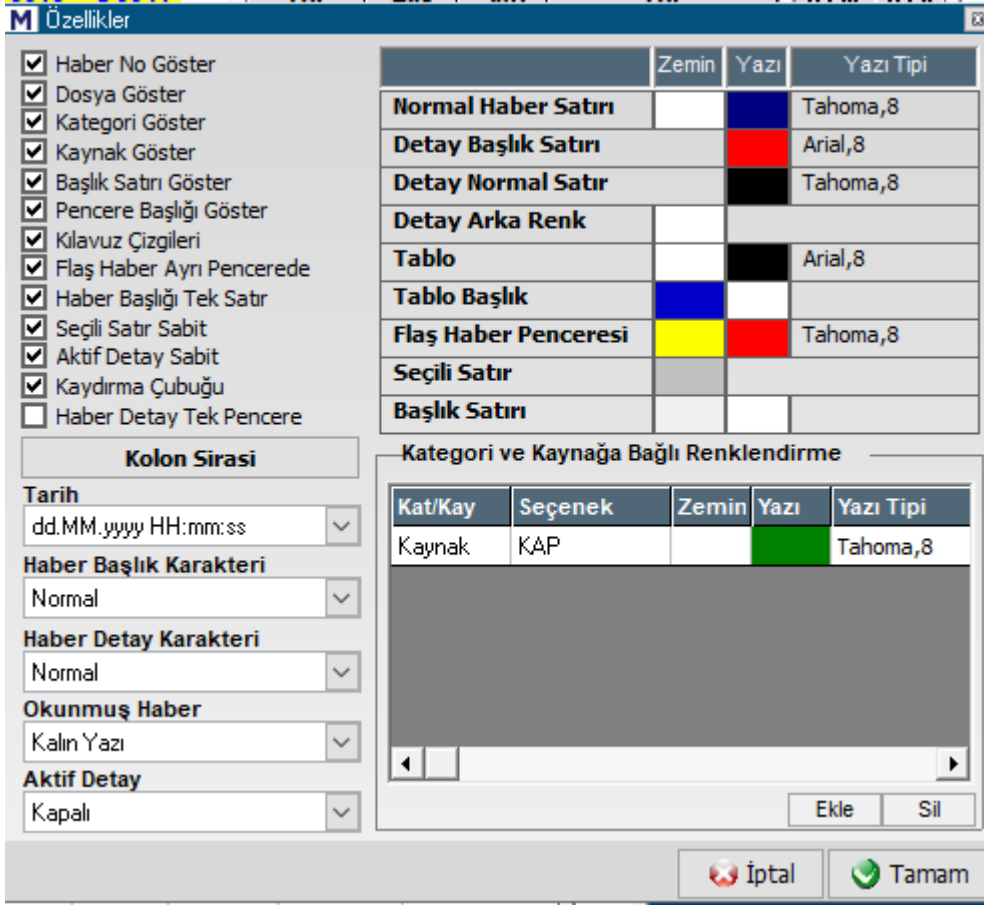 M Özellikler
Haber No Göster
Dosya Göster
Kategori Göster
Kaynak Göster
Başlık Satırı Göster
Pencere Başlığı Göster
Kılavuz Çizgileri
Flaş Haber Ayrı Pencerede
Haber Başlığı Tek Satır
Seçili Satır Sabit
Aktif Detay Sabit
Kaydırma Çubuğu
Haber Detay Tek Pencere
Kolon Sirasi
Tarih
dd.MM.yyyy HH:mm:ss
Haber Başlık Karakteri
Normal
Haber Detay Karakteri
Normal
Okunmuş Haber
Kalın Yazı
Aktif Detay
Kapalı
Zemin Yazı Yazı Tipi
Normal Haber Satırı Tahoma,8
Detay Başlık Satırı Arial,8
Detay Normal Satır Tahoma,8
Detay Arka Renk
Tablo Arial,8
Tablo Başlık
Flaş Haber Penceresi Tahoma,8
Seçili Satır
Başlık Satırı
Kategori ve Kaynağa Bağlı Renklendirme
Kat/Kay Seçenek Zemin Yazı Yazı Tipi
Kaynak KAP Tahoma,8
Ekle Sil
İptal Tamam